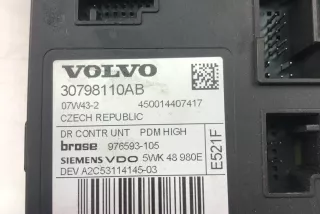 VOLVO
30798110AB
07W43-2 450014407417
CZECH REPUBLIC
DR CONTR UNT PDM HIGH
brose 976593-105
SIEMENS VDO 5WK 48 980E
DEV A2C53114145-03
E521F